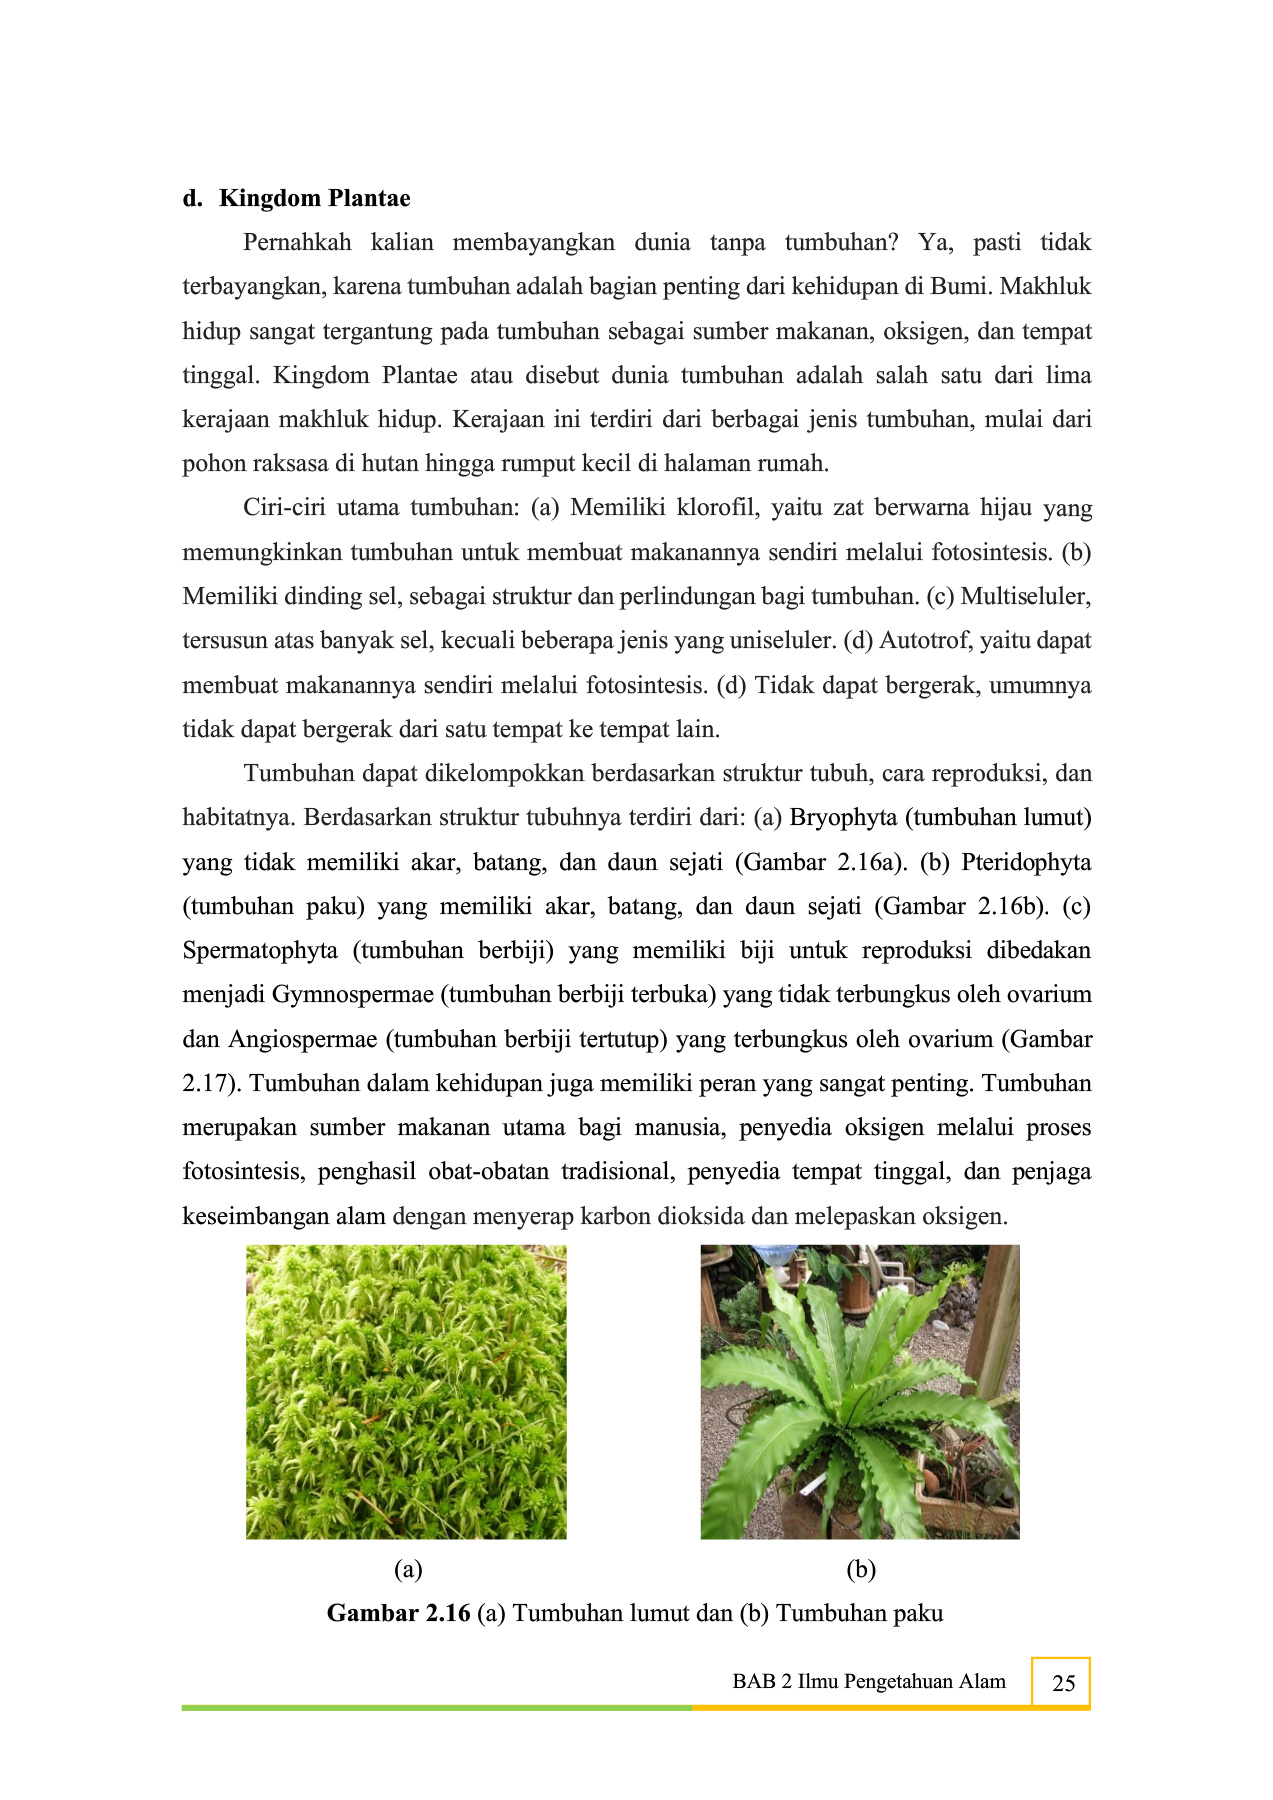 d. Kingdom Plantae
Pernahkah kalian membayangkan dunia tanpa tumbuhan? Ya, pasti tidak
terbayangkan, karena tumbuhan adalah bagian penting dari kehidupan di Bumi. Makhluk
hidup sangat tergantung pada tumbuhan sebagai sumber makanan, oksigen, dan tempat
tinggal. Kingdom Plantae atau disebut dunia tumbuhan adalah salah satu dari lima
kerajaan makhluk hidup. Kerajaan ini terdiri dari berbagai jenis tumbuhan, mulai dari
pohon raksasa di hutan hingga rumput kecil di halaman rumah.
Ciri-ciri utama tumbuhan: (a) Memiliki klorofil, yaitu zat berwarna hijau yang
memungkinkan tumbuhan untuk membuat makanannya sendiri melalui fotosintesis. (b)
Memiliki dinding sel, sebagai struktur dan perlindungan bagi tumbuhan. (c) Multiseluler,
tersusun atas banyak sel, kecuali beberapa jenis yang uniseluler. (d) Autotrof, yaitu dapat
membuat makanannya sendiri melalui fotosintesis. (d) Tidak dapat bergerak, umumnya
tidak dapat bergerak dari satu tempat ke tempat lain.
Tumbuhan dapat dikelompokkan berdasarkan struktur tubuh, cara reproduksi, dan
habitatnya. Berdasarkan struktur tubuhnya terdiri dari: (a) Bryophyta (tumbuhan lumut)
yang tidak memiliki akar, batang, dan daun sejati (Gambar 2.16a). (b) Pteridophyta
(tumbuhan paku) yang memiliki akar, batang, dan daun sejati (Gambar 2.16b). (c)
Spermatophyta (tumbuhan berbiji) yang memiliki biji untuk reproduksi dibedakan
menjadi Gymnospermae (tumbuhan berbiji terbuka) yang tidak terbungkus oleh ovarium
dan Angiospermae (tumbuhan berbiji tertutup) yang terbungkus oleh ovarium (Gambar
2.17). Tumbuhan dalam kehidupan juga memiliki peran yang sangat penting. Tumbuhan
merupakan sumber makanan utama bagi manusia, penyedia oksigen melalui proses
fotosintesis, penghasil obat-obatan tradisional, penyedia tempat tinggal, dan penjaga
keseimbangan alam dengan menyerap karbon dioksida dan melepaskan oksigen.
(a) (b)
Gambar 2.16 (a) Tumbuhan lumut dan (b) Tumbuhan paku
BAB 2 Ilmu Pengetahuan Alam 25